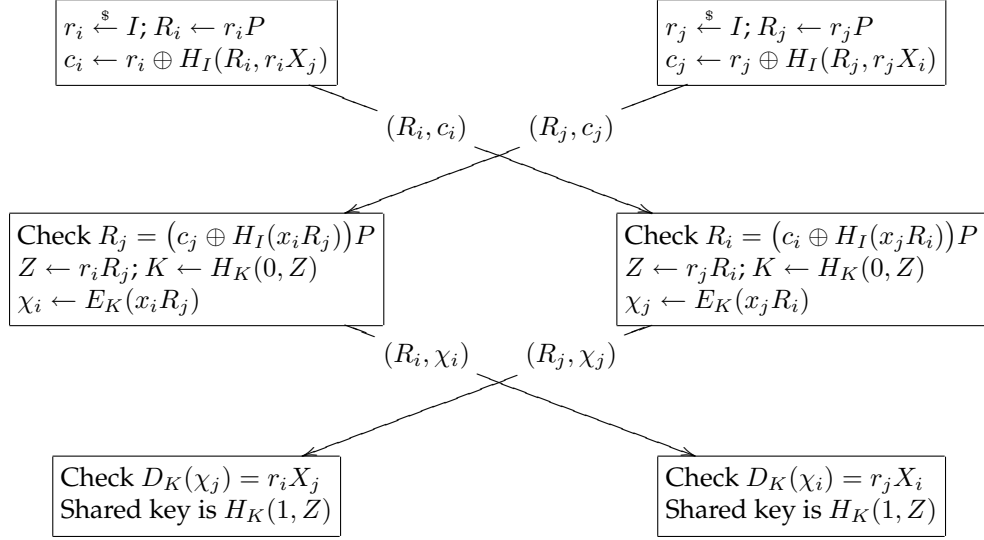 r_i ←$ I; R_i ← r_iP
c_i ← r_i ⊕ H_I(R_i, r_iX_j)
r_j ←$ I; R_j ← r_jP
c_j ← r_j ⊕ H_I(R_j, r_jX_i)
(R_i, c_i)
(R_j, c_j)
Check R_j = (c_j ⊕ H_I(x_iR_j))P
Z ← r_iR_j; K ← H_K(0, Z)
χ_i ← E_K(x_iR_j)
Check R_i = (c_i ⊕ H_I(x_jR_i))P
Z ← r_jR_i; K ← H_K(0, Z)
χ_j ← E_K(x_jR_i)
(R_i, χ_i)
(R_j, χ_j)
Check D_K(χ_j) = r_iX_j
Shared key is H_K(1, Z)
Check D_K(χ_i) = r_jX_i
Shared key is H_K(1, Z)